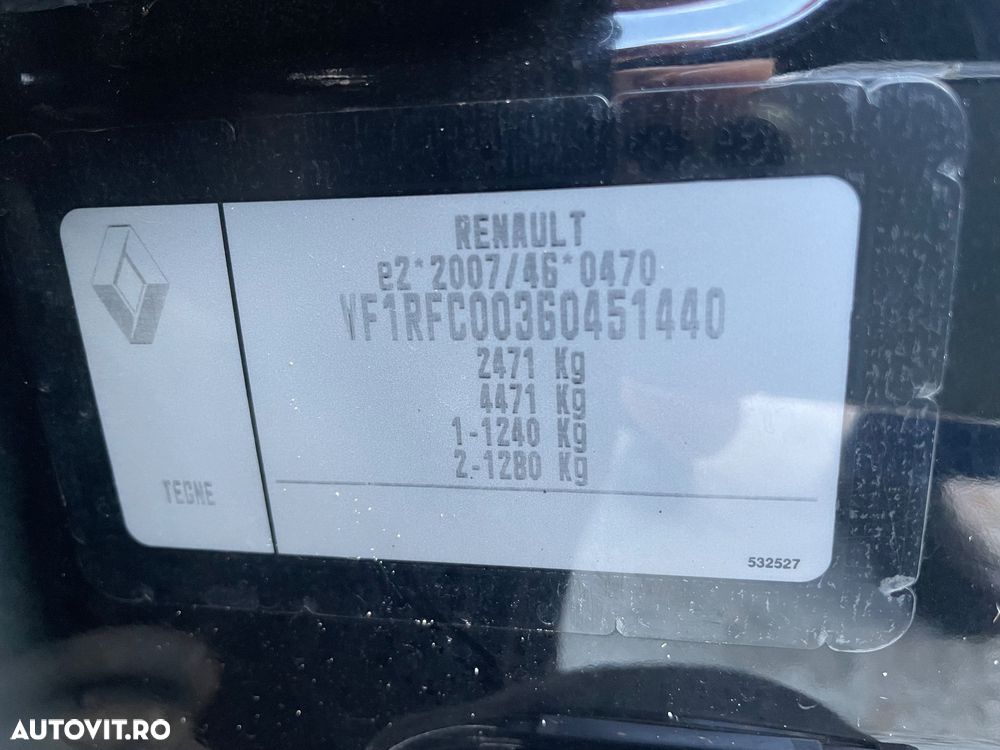 RENAULT
e2*2007/46*0470
VF1RFC00360451440
2471 Kg
4471 Kg
1-1240 Kg
2-1280 Kg
TEGME
532527
AUTOVIT.RO